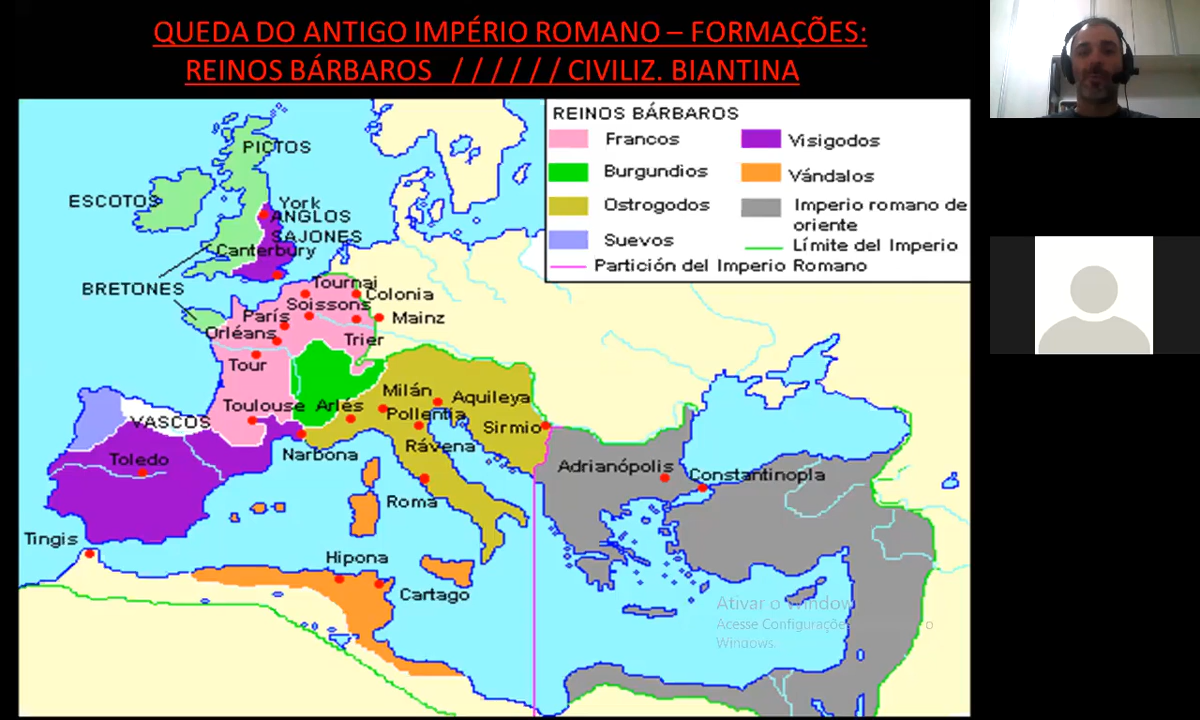 QUEDA DO ANTIGO IMPÉRIO ROMANO – FORMAÇÕES:
REINOS BÁRBAROS / / / / / / CIVILIZ. BIANTINA
REINOS BÁRBAROS
Francos
Visigodos
Burgundios
Vándalos
Ostrogodos
Imperio romano de
oriente
Suevos
Límite del Imperio
Partición del Imperio Romano
PICTOS
ESCOTOS
York
ANGLOS
SAJONES
Canterbury
BRETONES
Tournai
Colonia
Soissons
París
Mainz
Orléans
Trier
Tour
Milán
Aquileya
Toulouse
Arlés
Pollentia
VASCOS
Sirmio
Rávena
Narbona
Toledo
Adrianópolis
Constantinopla
Roma
Tingis
Hipona
Cartago
Ativar o Window
Acesse Configurações o
Windows.